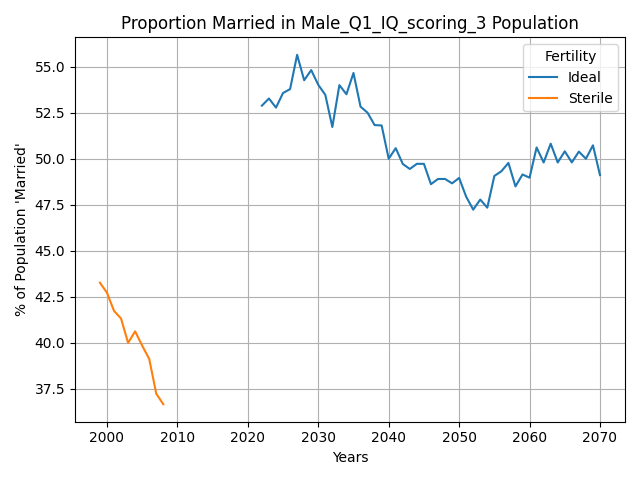 Proportion Married in Male_Q1_IQ_scoring_3 Population
Fertility
Ideal
Sterile
% of Population 'Married'
55.0
52.5
50.0
47.5
45.0
42.5
40.0
37.5
2000 2010 2020 2030 2040 2050 2060 2070
Years